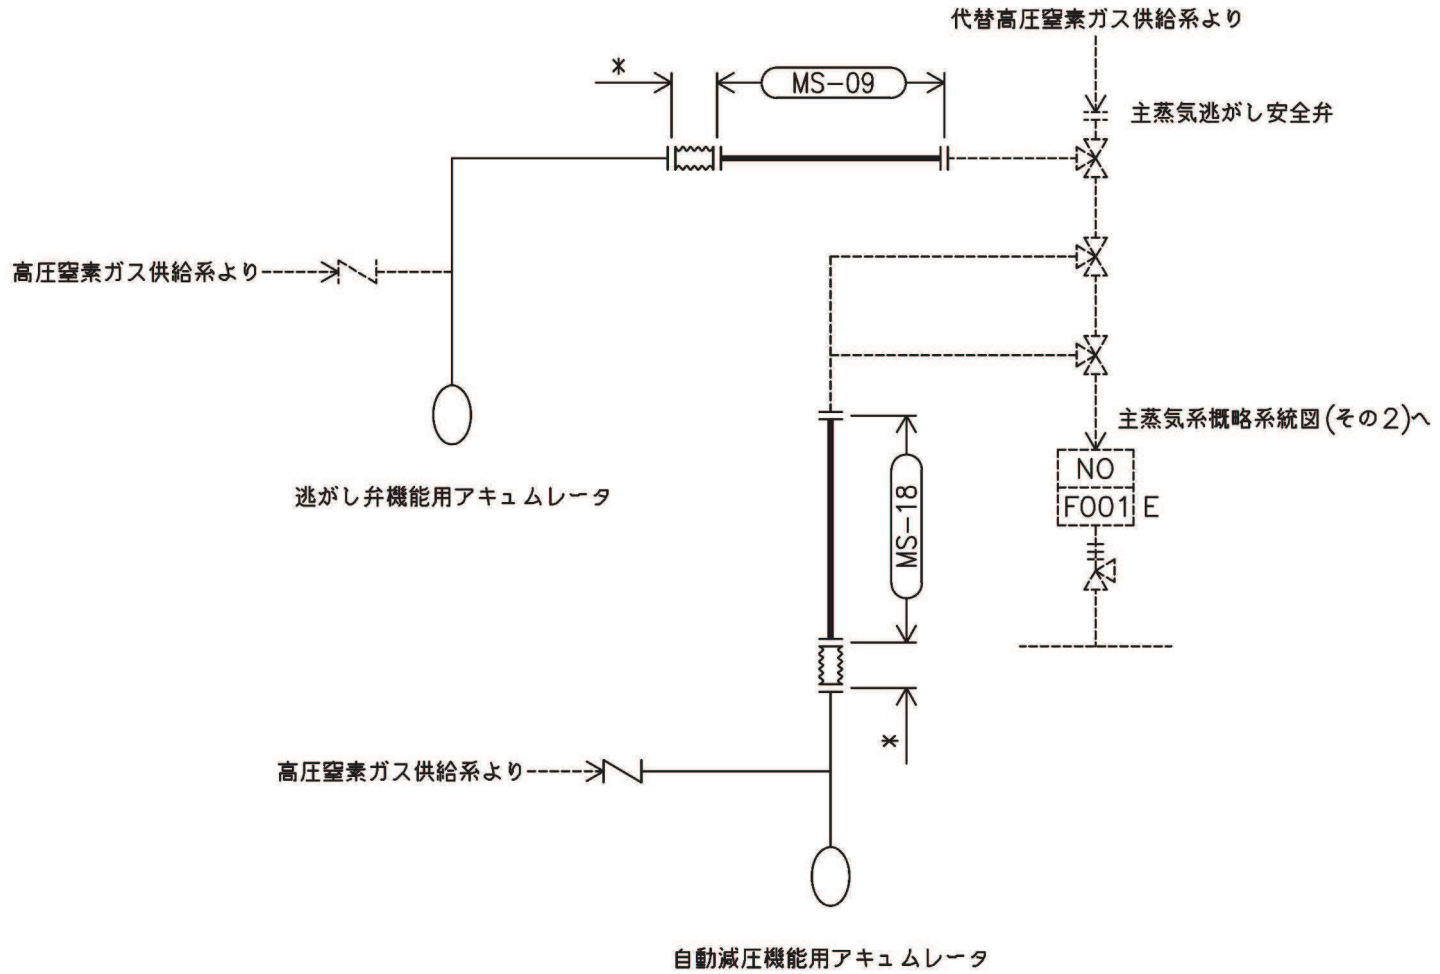 代替高圧窒素ガス供給系より
*
MS-09
主蒸気逃がし安全弁
高圧窒素ガス供給系より
主蒸気系概略系統図(その2)へ
NO
F001 E
逃がし弁機能用アキュムレータ
MS-18
*
高圧窒素ガス供給系より
自動減圧機能用アキュムレータ